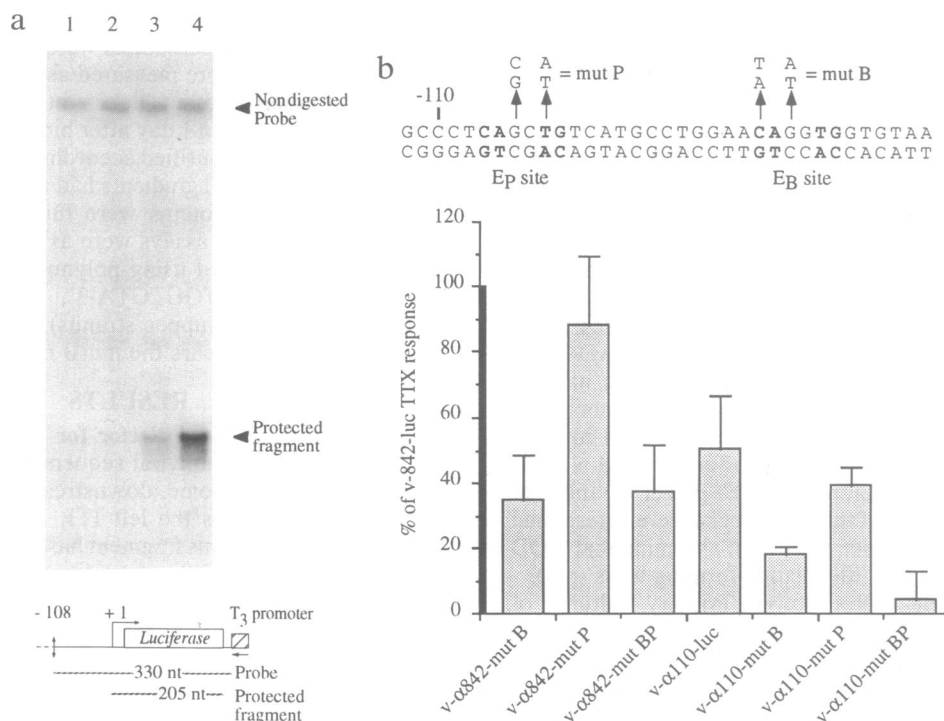 a
1 2 3 4
Non digested
Probe
Protected
fragment
- 108 + 1 T3 promoter
Luciferase
330 nt Probe
205 nt Protected
fragment
b
C A T A
G T = mut P A T = mut B
-110
GCCCTCAGCTGTCATGCCTGGAACAGGTGGTGTAA
CGGGAGTCGACAGTACGGACCTTGTCCACCACATT
EP site EB site
% of v-842-luc TTX response
120
100
80
60
40
20
0
v-α842-mut B
v-α842-mut P
v-α842-mut BP
v-α110-luc
v-α110-mut B
v-α110-mut P
v-α110-mut BP